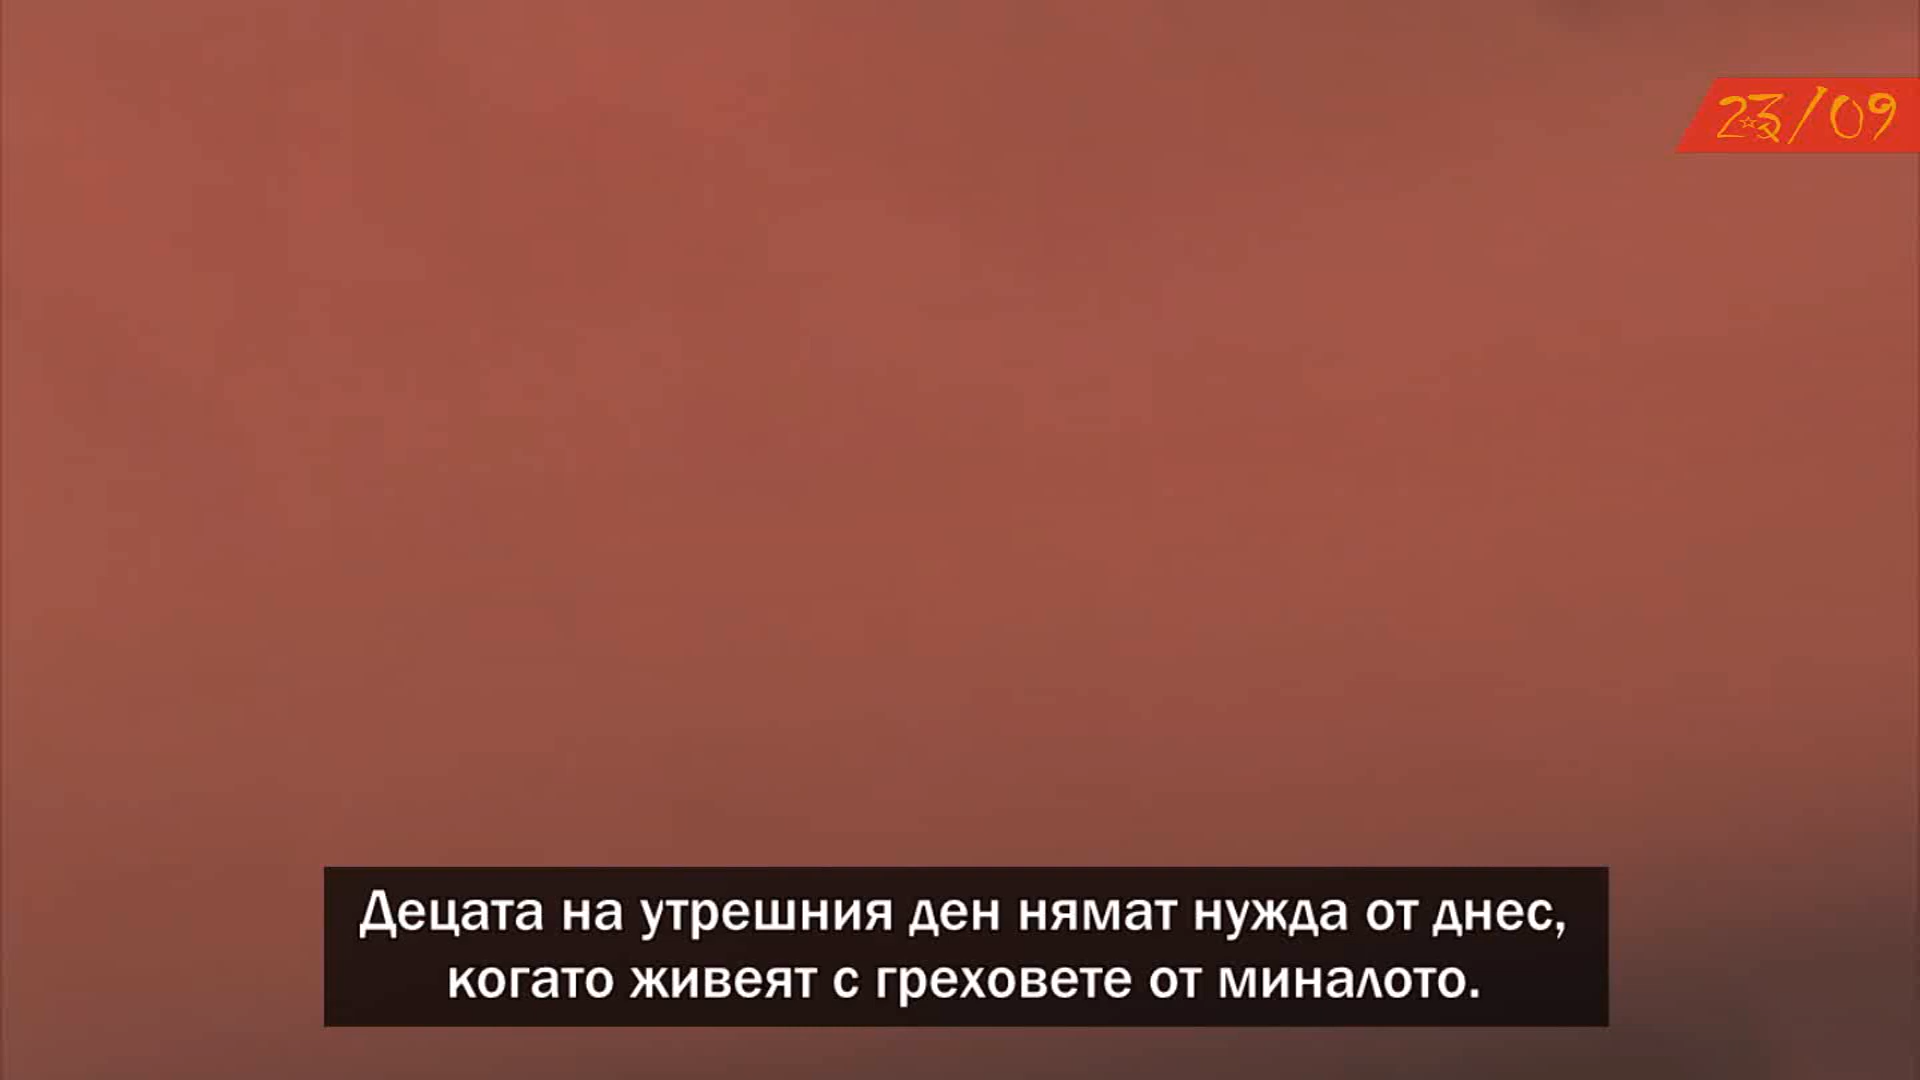 23/09
Децата на утрешния ден нямат нужда от днес,
когато живеят с греховете от миналото.